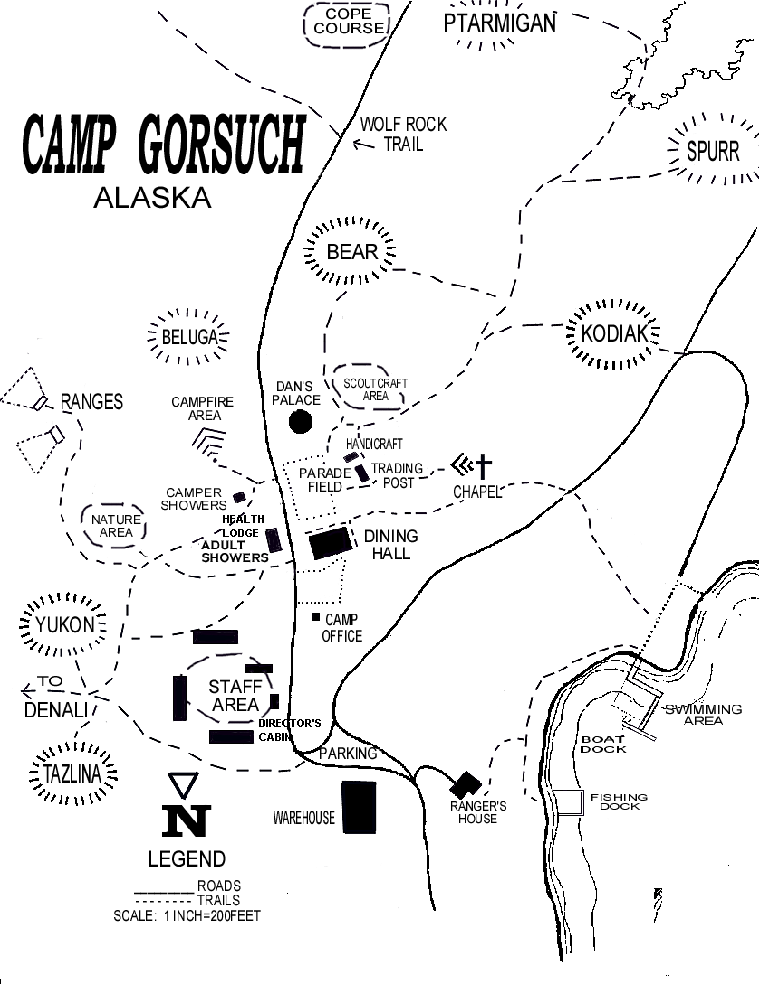 COPE
COURSE
PTARMIGAN
CAMP GORSUCH
ALASKA
WOLF ROCK
TRAIL
SPURR
BEAR
BELUGA
KODIAK
RANGES
CAMPFIRE
AREA
DAN'S
PALACE
SCOUTCRAFT
AREA
HANDICRAFT
PARADE
FIELD
TRADING
POST
CHAPEL
CAMPER
SHOWERS
NATURE
AREA
HEALTH
LODGE
ADULT
SHOWERS
DINING
HALL
YUKON
CAMP
OFFICE
TO
DENALI
STAFF
AREA
DIRECTOR'S
CABIN
SWIMMING
AREA
BOAT
DOCK
PARKING
TAZLINA
WAREHOUSE
RANGER'S
HOUSE
FISHING
DOCK
N
LEGEND
ROADS
TRAILS
SCALE: 1 INCH=200FEET